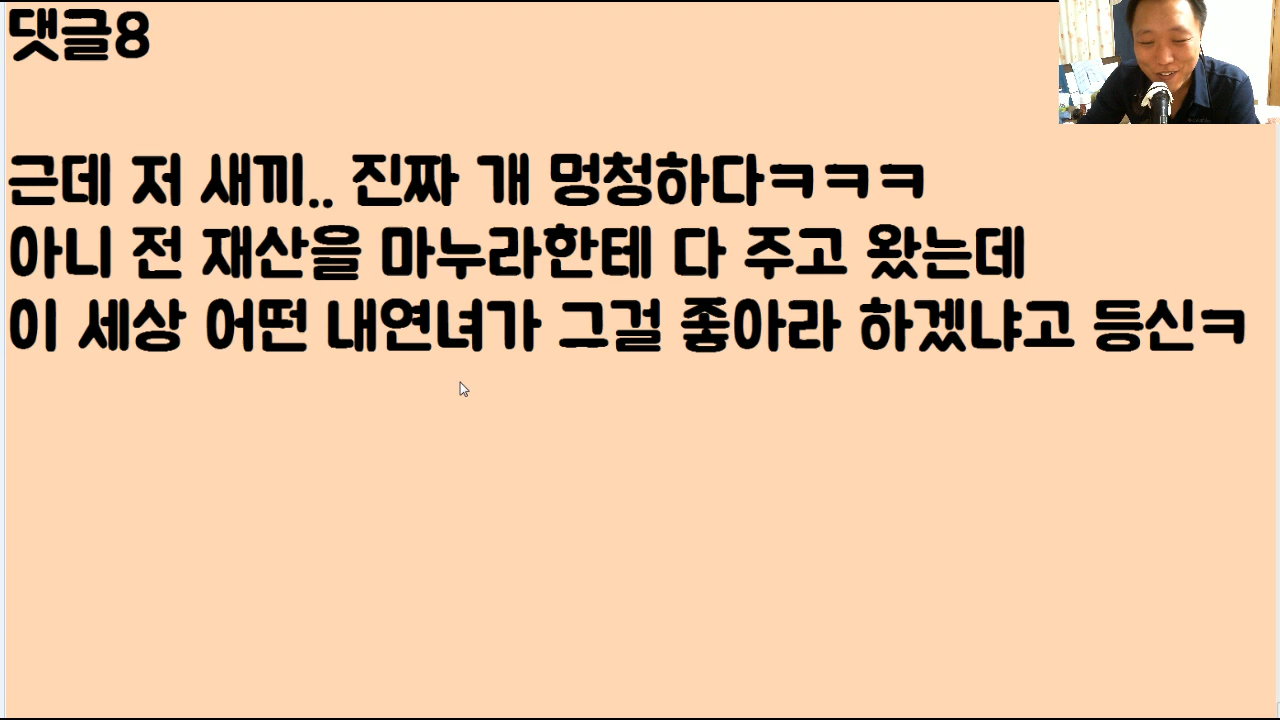 댓글8
근데 저 새끼.. 진짜 개 멍청하다ㅋㅋㅋ
아니 전 재산을 마누라한테 다 주고 왔는데
이 세상 어떤 내연녀가 그걸 좋아라 하겠냐고 등신ㅋ